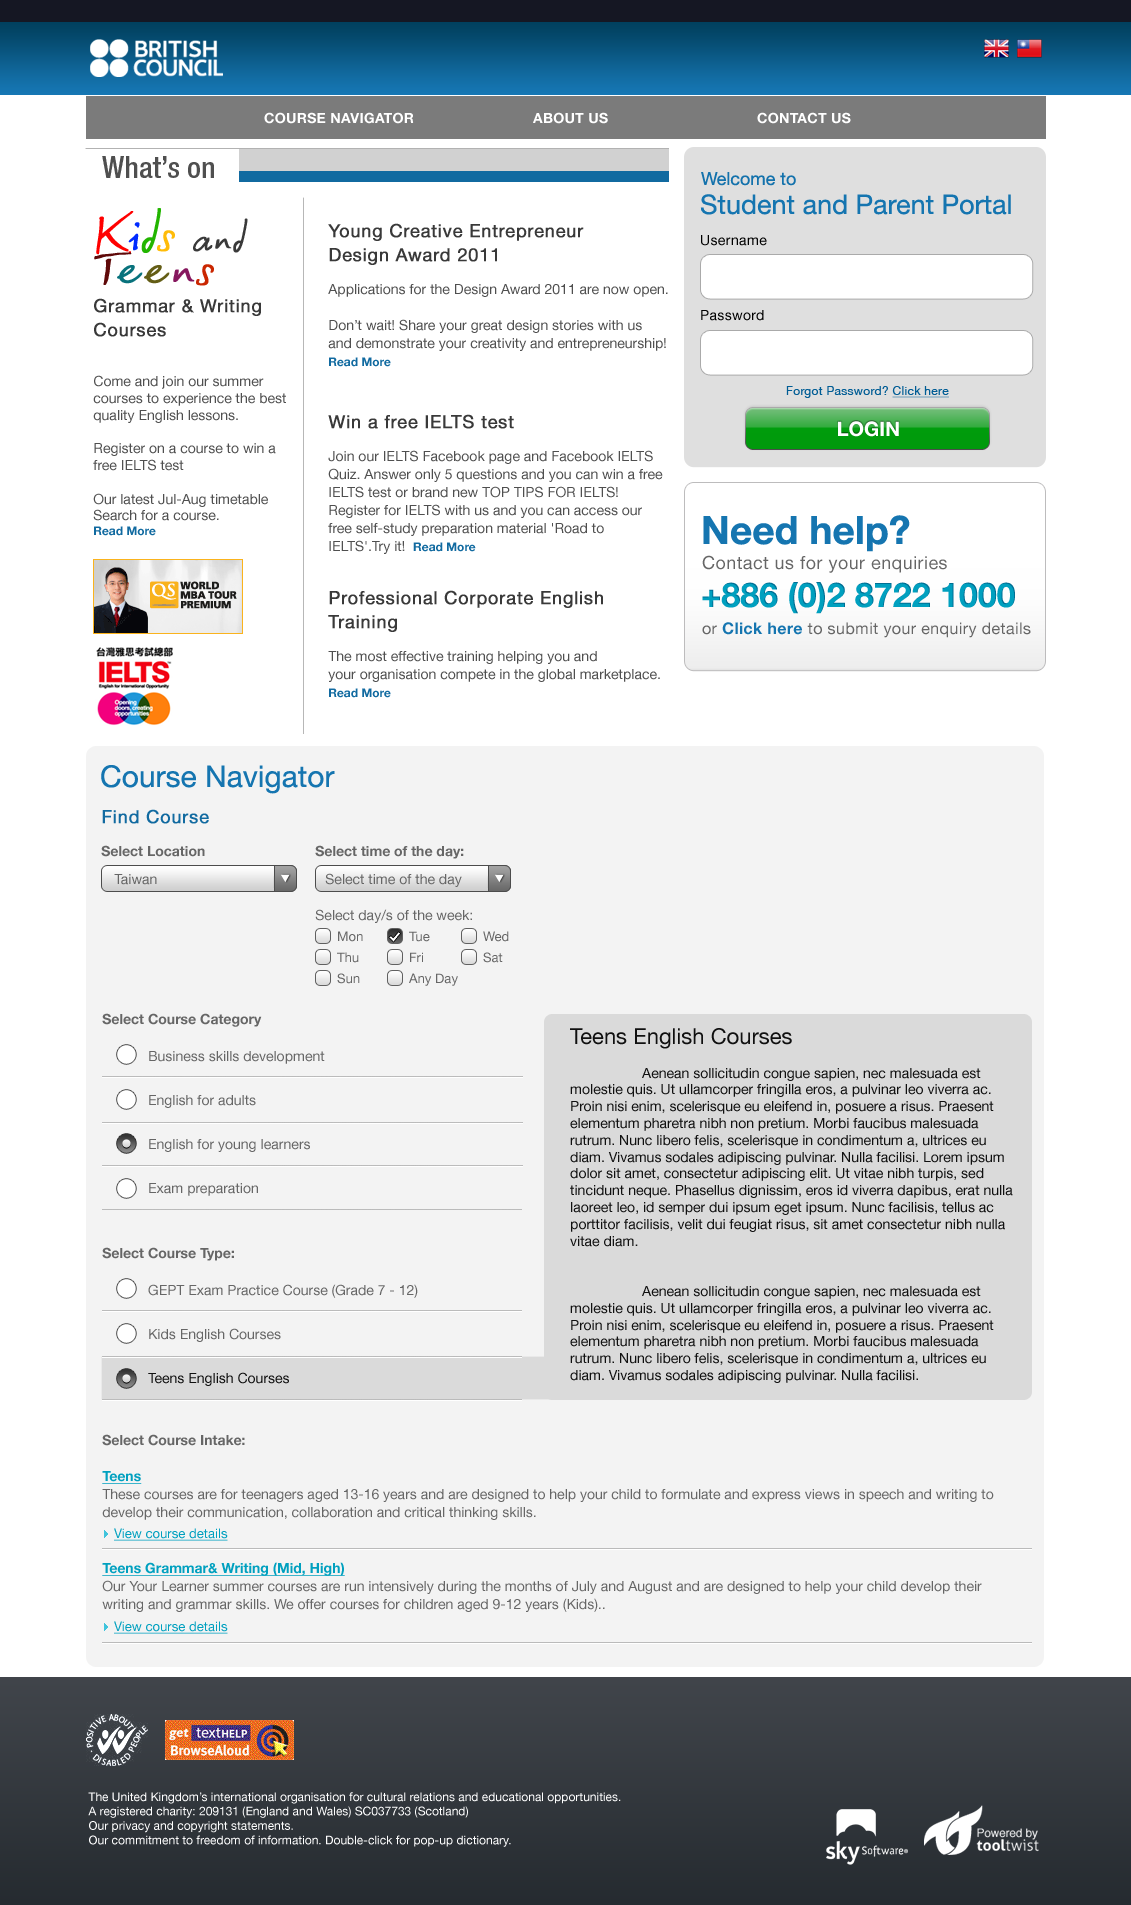 BRITISH
COUNCIL
COURSE NAVIGATOR
ABOUT US
CONTACT US
What's on
Kids and
Teens
Grammar & Writing
Courses
Come and join our summer
courses to experience the best
quality English lessons.
Register on a course to win a
free IELTS test
Our latest Jul-Aug timetable
Search for a course.
Read More
QS
WORLD
MBA TOUR
PREMIUM
台灣雅思考試總部
IELTS
English for International Opportunity
Opening
doors, creating
opportunities
Young Creative Entrepreneur
Design Award 2011
Applications for the Design Award 2011 are now open.
Don't wait! Share your great design stories with us
and demonstrate your creativity and entrepreneurship!
Read More
Win a free IELTS test
Join our IELTS Facebook page and Facebook IELTS
Quiz. Answer only 5 questions and you can win a free
IELTS test or brand new TOP TIPS FOR IELTS!
Register for IELTS with us and you can access our
free self-study preparation material 'Road to
IELTS'.Try it! Read More
Professional Corporate English
Training
The most effective training helping you and
your organisation compete in the global marketplace.
Read More
Welcome to
Student and Parent Portal
Username
Password
Forgot Password? Click here
LOGIN
Need help?
Contact us for your enquiries
+886 (0)2 8722 1000
or Click here to submit your enquiry details
Course Navigator
Find Course
Select Location
Taiwan
Select time of the day:
Select time of the day
Select day/s of the week:
Mon Tue Wed
Thu Fri Sat
Sun Any Day
Select Course Category
Business skills development
English for adults
English for young learners
Exam preparation
Select Course Type:
GEPT Exam Practice Course (Grade 7 - 12)
Kids English Courses
Teens English Courses
Teens English Courses
Aenean sollicitudin congue sapien, nec malesuada est
molestie quis. Ut ullamcorper fringilla eros, a pulvinar leo viverra ac.
Proin nisi enim, scelerisque eu eleifend in, posuere a risus. Praesent
elementum pharetra nibh non pretium. Morbi faucibus malesuada
rutrum. Nunc libero felis, scelerisque in condimentum a, ultrices eu
diam. Vivamus sodales adipiscing pulvinar. Nulla facilisi. Lorem ipsum
dolor sit amet, consectetur adipiscing elit. Ut vitae nibh turpis, sed
tincidunt neque. Phasellus dignissim, eros id viverra dapibus, erat nulla
laoreet leo, id semper dui ipsum eget ipsum. Nunc facilisis, tellus ac
porttitor facilisis, velit dui feugiat risus, sit amet consectetur nibh nulla
vitae diam.
Aenean sollicitudin congue sapien, nec malesuada est
molestie quis. Ut ullamcorper fringilla eros, a pulvinar leo viverra ac.
Proin nisi enim, scelerisque eu eleifend in, posuere a risus. Praesent
elementum pharetra nibh non pretium. Morbi faucibus malesuada
rutrum. Nunc libero felis, scelerisque in condimentum a, ultrices eu
diam. Vivamus sodales adipiscing pulvinar. Nulla facilisi.
Select Course Intake:
Teens
These courses are for teenagers aged 13-16 years and are designed to help your child to formulate and express views in speech and writing to
develop their communication, collaboration and critical thinking skills.
View course details
Teens Grammar& Writing (Mid, High)
Our Your Learner summer courses are run intensively during the months of July and August and are designed to help your child develop their
writing and grammar skills. We offer courses for children aged 9-12 years (Kids)..
View course details
POSITIVE ABOUT
DISABLED PEOPLE
get textHELP
BrowseAloud
The United Kingdom's international organisation for cultural relations and educational opportunities.
A registered charity: 209131 (England and Wales) SC037733 (Scotland)
Our privacy and copyright statements.
Our commitment to freedom of information. Double-click for pop-up dictionary.
sky Software
Powered by
tooltwist